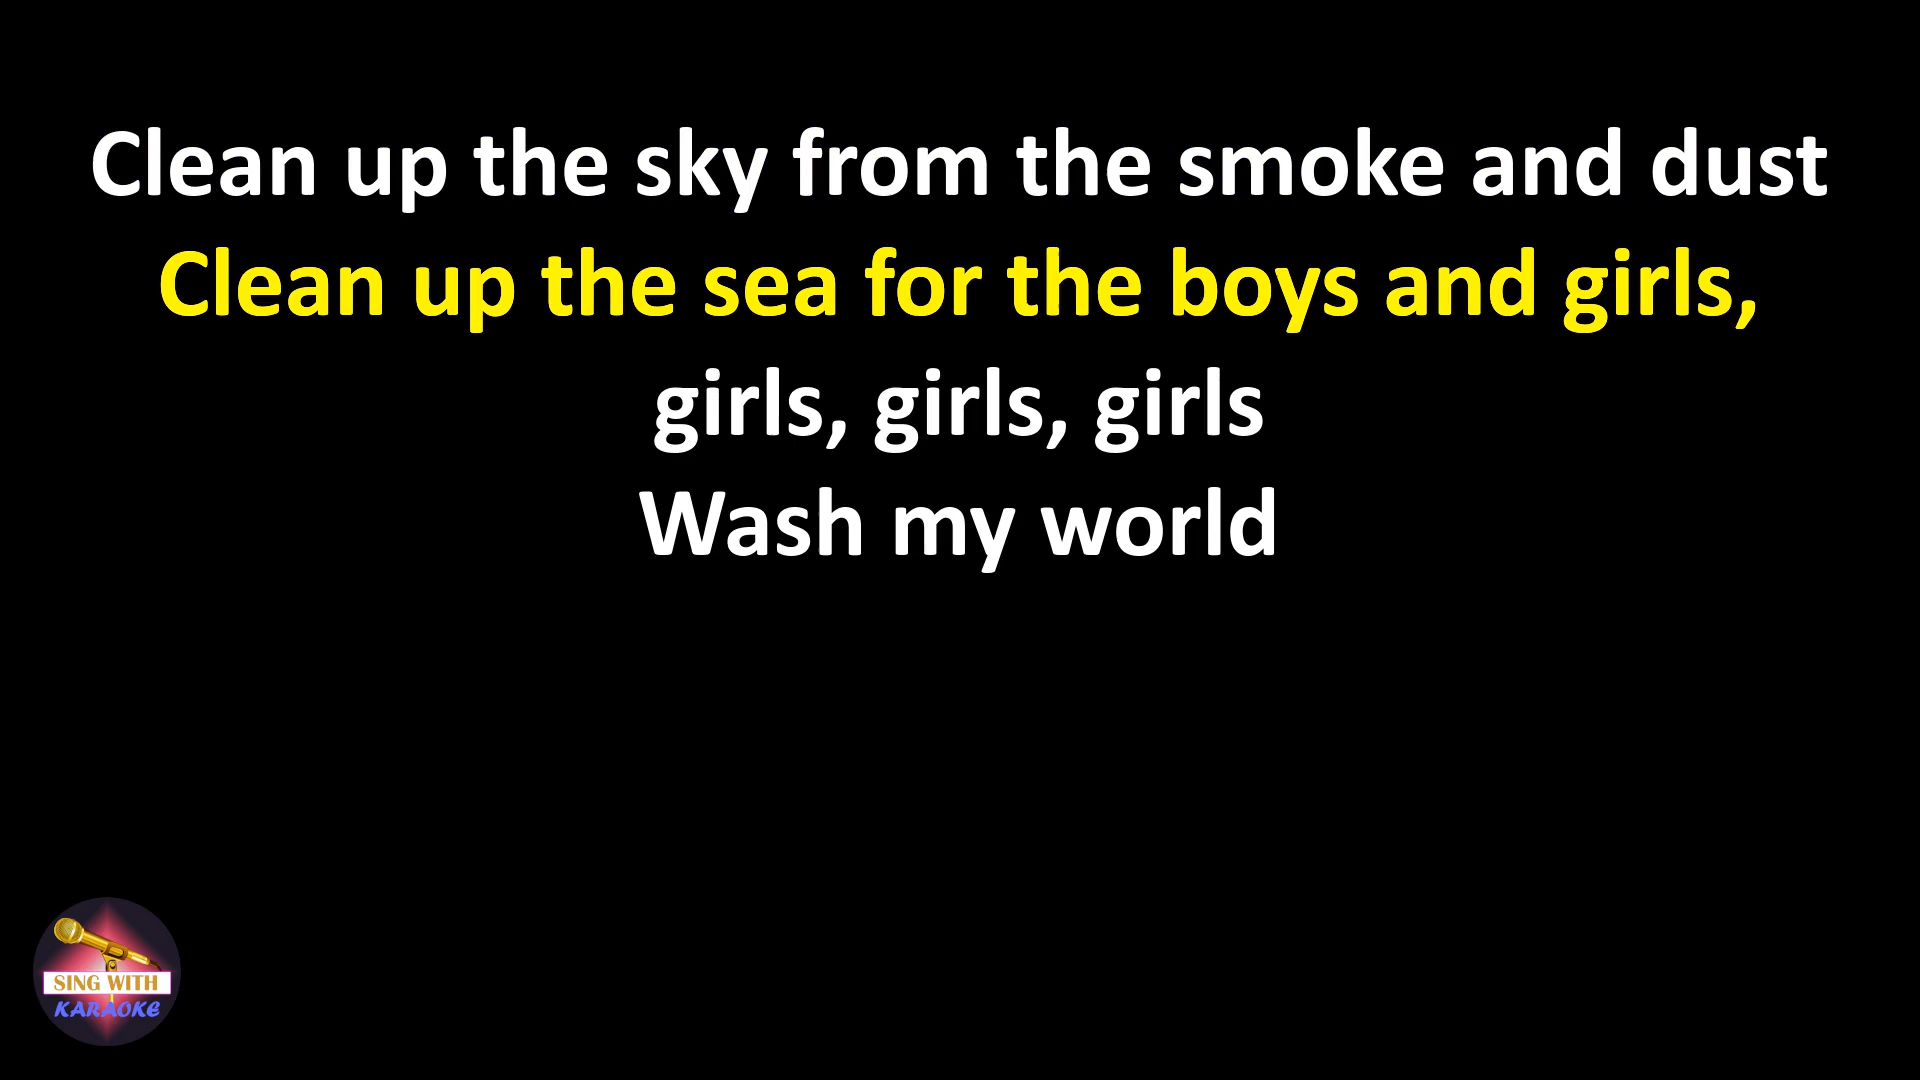 Clean up the sky from the smoke and dust
Clean up the sea for the boys and girls,
girls, girls, girls
Wash my world
SING WITH
KARAOKE